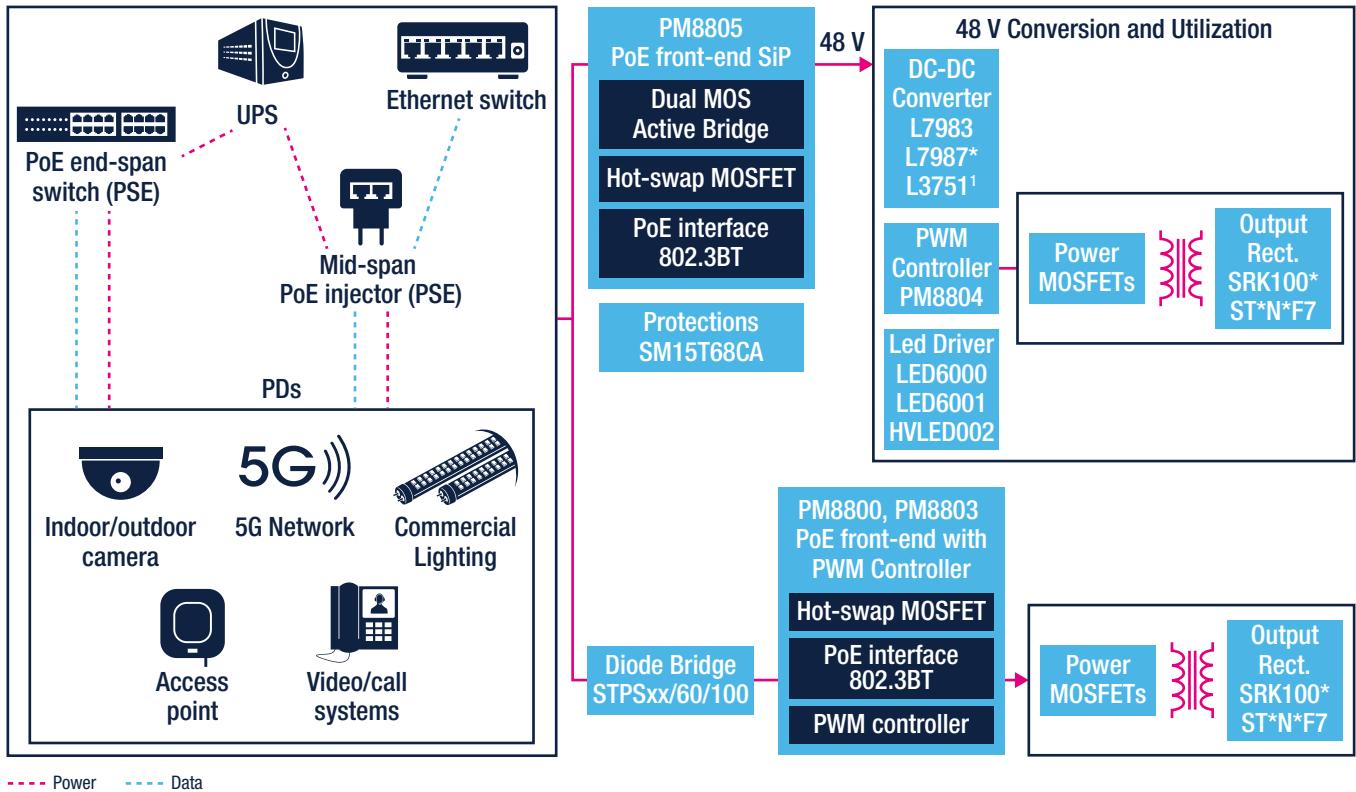 UPS
Ethernet switch
PoE end-span
switch (PSE)
Mid-span
PoE injector (PSE)
PDs
Indoor/outdoor
camera
5G
5G Network
Commercial
Lighting
Access
point
Video/call
systems
Power
Data
PM8805
PoE front-end SiP
Dual MOS
Active Bridge
Hot-swap MOSFET
PoE interface
802.3BT
Protections
SM15T68CA
48 V
48 V Conversion and Utilization
DC-DC
Converter
L7983
L7987*
L3751¹
PWM
Controller
PM8804
Led Driver
LED6000
LED6001
HVLED002
Power
MOSFETs
Output
Rect.
SRK100*
ST*N*F7
Diode Bridge
STPSxx/60/100
PM8800, PM8803
PoE front-end with
PWM Controller
Hot-swap MOSFET
PoE interface
802.3BT
PWM controller
Power
MOSFETs
Output
Rect.
SRK100*
ST*N*F7